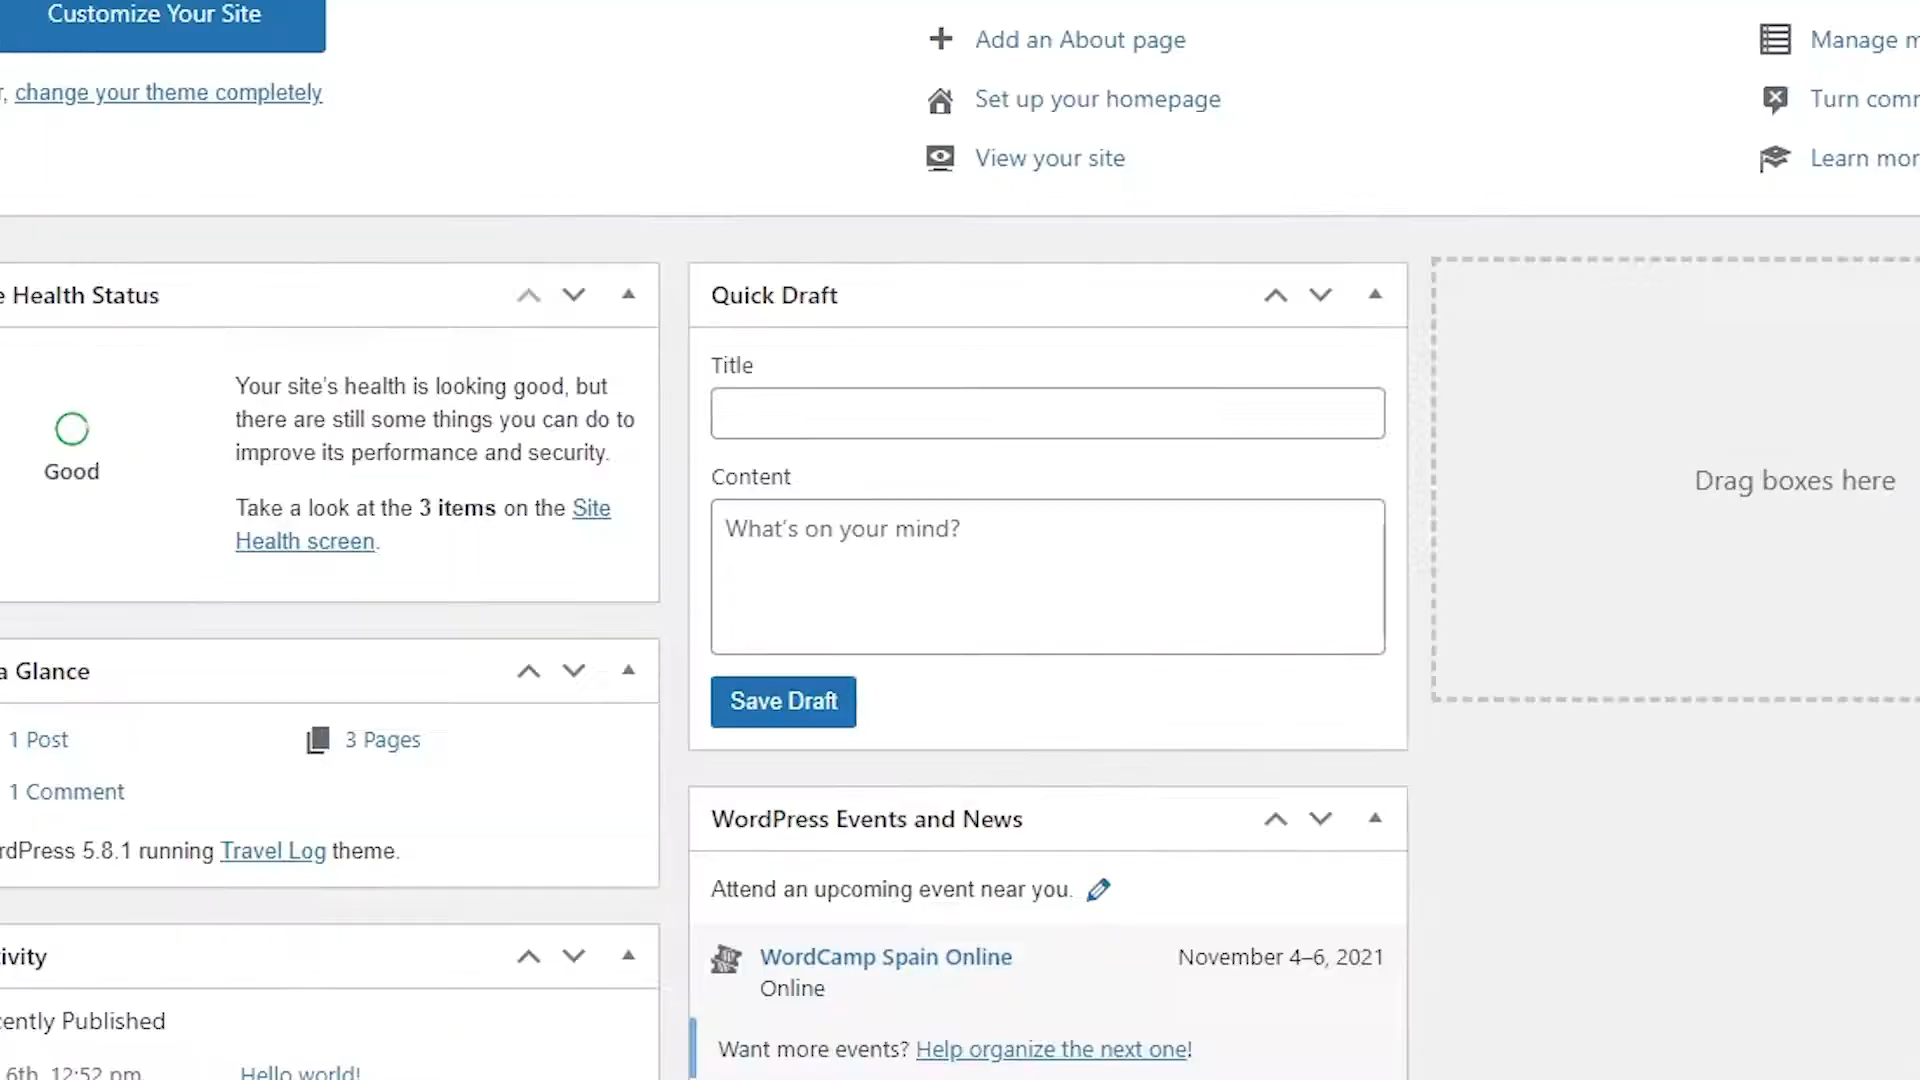 Customize Your Site
change your theme completely
Add an About page
Set up your homepage
View your site
Manage
Turn
Learn
Health Status
Good
Your site's health is looking good, but
there are still some things you can do to
improve its performance and security.
Take a look at the 3 items on the Site
Health screen.
a Glance
1 Post
3 Pages
1 Comment
5.8.1 running Travel Log theme.
Published
6th, 12:52 pm
Hello world!
Quick Draft
Title
Content
What's on your mind?
Save Draft
WordPress Events and News
Attend an upcoming event near you.
WordCamp Spain Online
November 4–6, 2021
Online
Want more events? Help organize the next one!
Drag boxes here